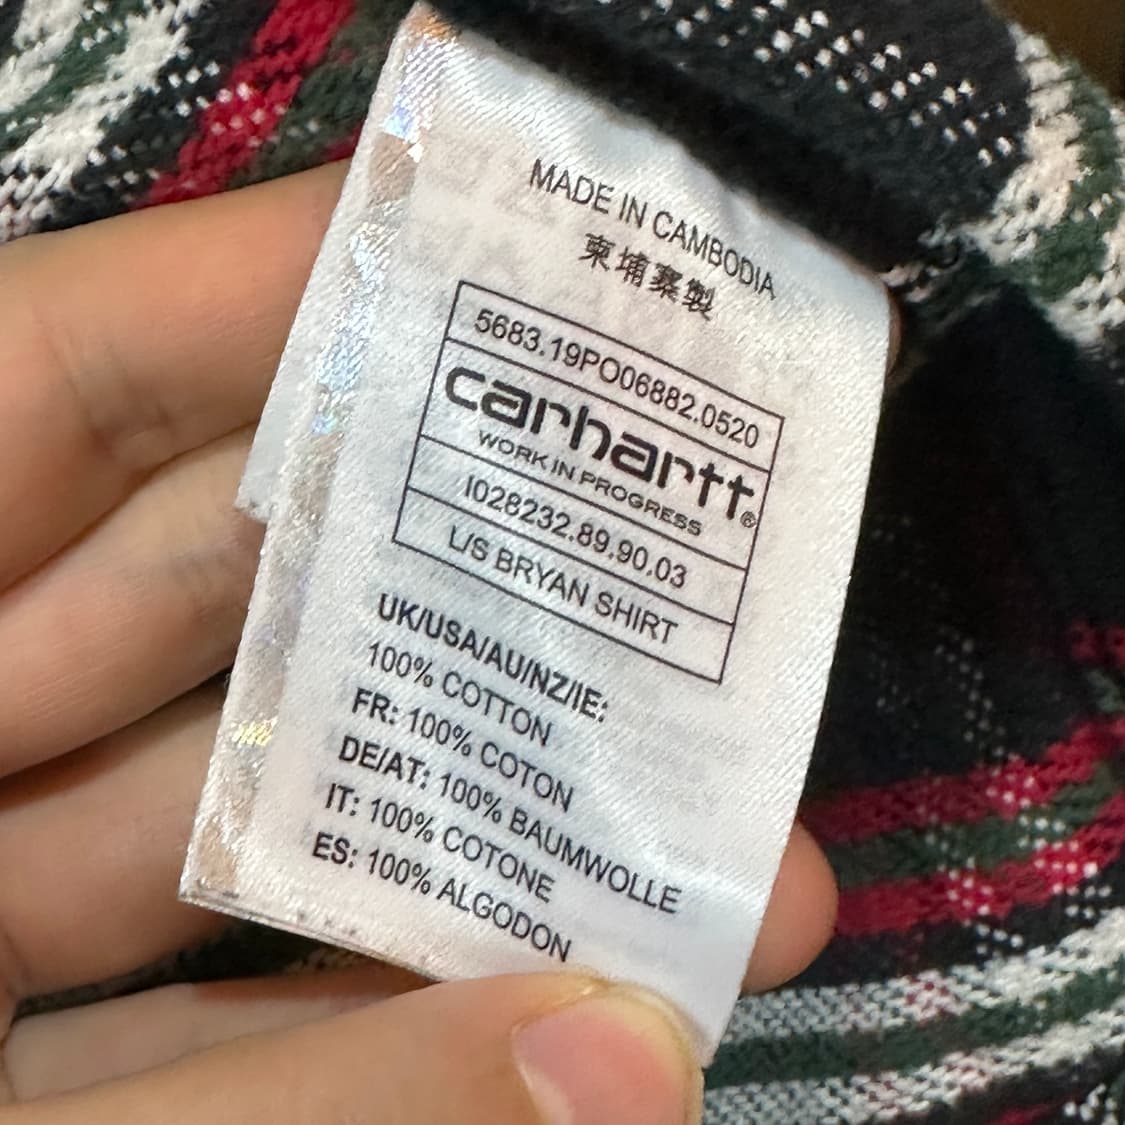 MADE IN CAMBODIA
柬埔寨製
5683.19PO06882.0520
carhartt
WORK IN PROGRESS®
I028232.89.90.03
L/S BRYAN SHIRT
UK/USA/AU/NZ/IE:
100% COTTON
FR: 100% COTON
DE/AT: 100% BAUMWOLLE
IT: 100% COTONE
ES: 100% ALGODON